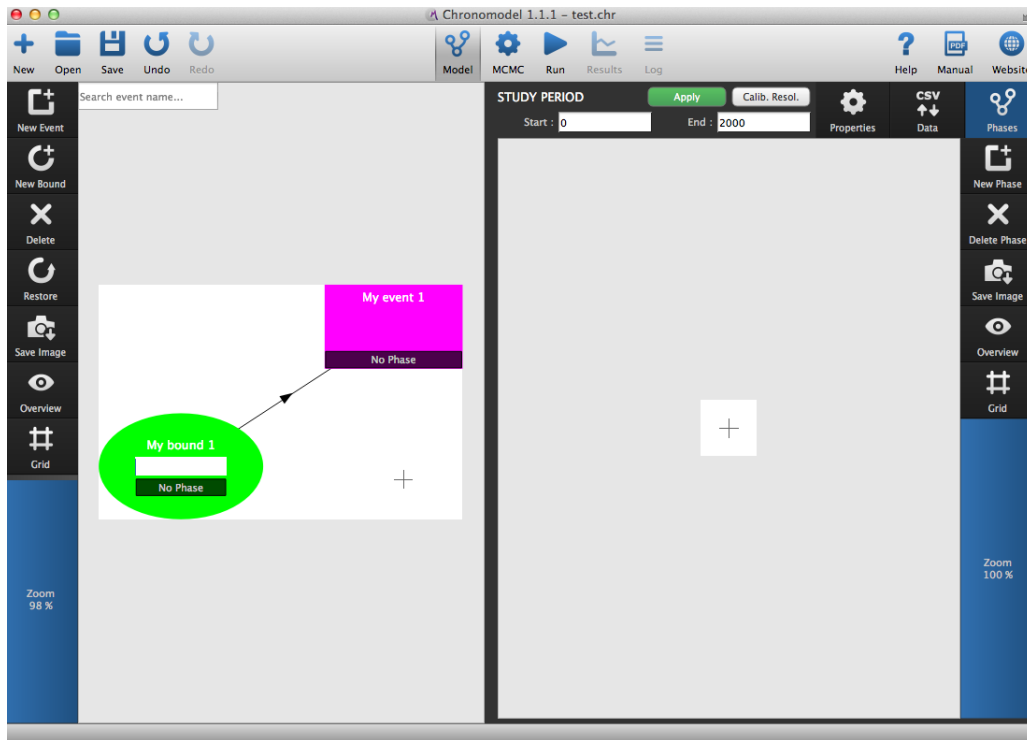 Chronomodel 1.1.1 – test.chr
New Open Save Undo Redo Model MCMC Run Results Log Help Manual Website
PDF
New Event
New Bound
Delete
Restore
Save Image
Overview
Grid
Zoom
98 %
Search event name...
My event 1
No Phase
My bound 1
No Phase
STUDY PERIOD Apply Calib. Resol.
Start : 0 End : 2000
Properties
CSV
Data
Phases
New Phase
Delete Phase
Save Image
Overview
Grid
Zoom
100 %